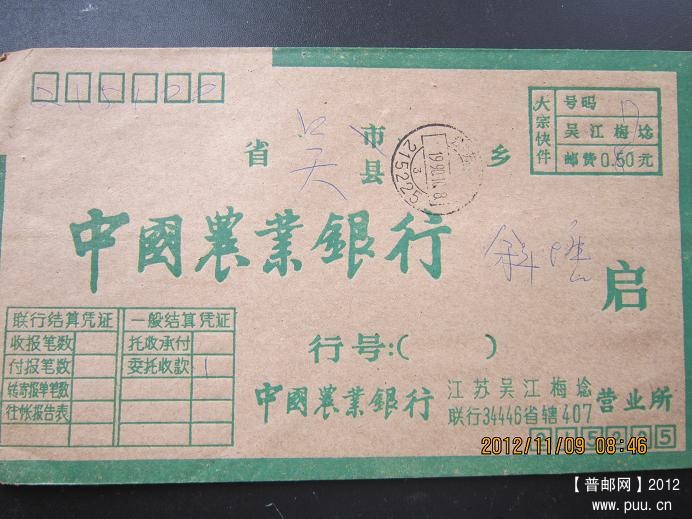 大宗快件
号码
吴江梅埝
邮费0.50元
省 吴 市县 乡
215225
中國農業銀行
启
联行结算凭证 一般结算凭证
收报笔数 托收承付
付报笔数 委托收款 1
转寄报单笔数
往帐报告表
行号:( )
中國農業銀行 江苏吴江梅埝 营业所
联行34446省辖407
215225
2012/11/09 08:46
【普邮网】2012
www.puu.cn